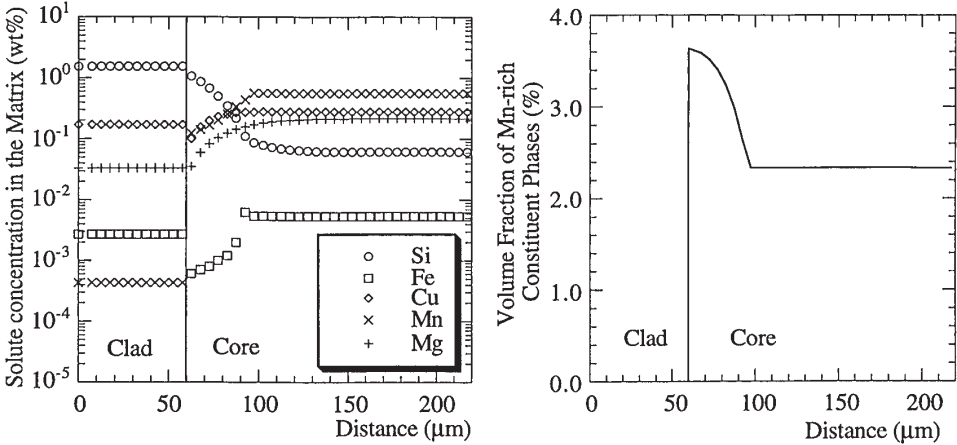 Solute concentration in the Matrix (wt%)
10^1
10^0
10^-1
10^-2
10^-3
10^-4
10^-5
0
50
100
150
200
Distance (μm)
Clad
Core
Si
Fe
Cu
Mn
Mg
Volume Fraction of Mn-rich
Constituent Phases (%)
4.0
3.0
2.0
1.0
0.0
0
50
100
150
200
Distance (μm)
Clad
Core